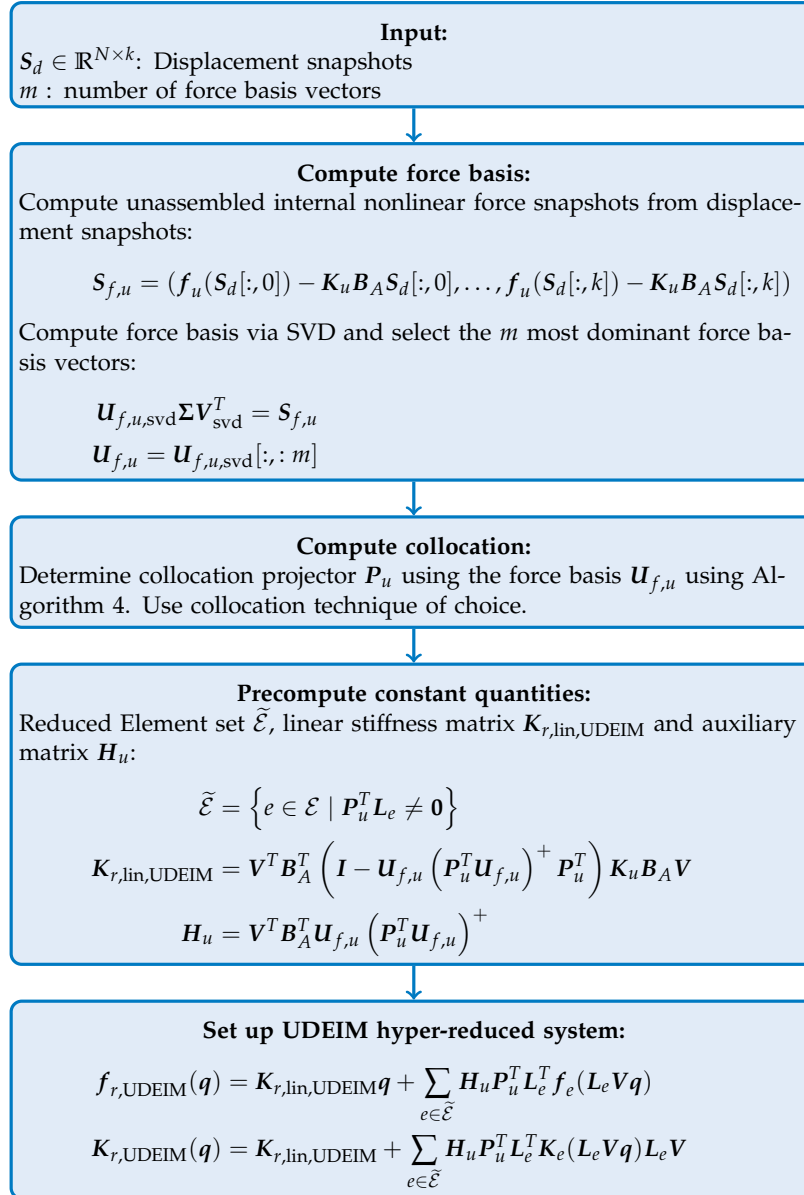 Input:
𝑺_d ∈ ℝ^{N×k}: Displacement snapshots
m : number of force basis vectors
Compute force basis:
Compute unassembled internal nonlinear force snapshots from displace-
ment snapshots:
S_{f,u} = (f_u(S_d[:,0]) − K_u B_A S_d[:,0], . . . , f_u(S_d[:,k]) − K_u B_A S_d[:,k])
Compute force basis via SVD and select the m most dominant force ba-
sis vectors:
U_{f,u,svd} Σ V_{svd}^T = S_{f,u}
U_{f,u} = U_{f,u,svd}[:, : m]
Compute collocation:
Determine collocation projector P_u using the force basis U_{f,u} using Al-
gorithm 4. Use collocation technique of choice.
Precompute constant quantities:
Reduced Element set Ẽ, linear stiffness matrix K_{r,lin,UDEIM} and auxiliary
matrix H_u:
Ẽ = {e ∈ E | P_u^T L_e ≠ 0}
K_{r,lin,UDEIM} = V^T B_A^T (I − U_{f,u} (P_u^T U_{f,u})^+ P_u^T) K_u B_A V
H_u = V^T B_A^T U_{f,u} (P_u^T U_{f,u})^+
Set up UDEIM hyper-reduced system:
f_{r,UDEIM}(q) = K_{r,lin,UDEIM} q + ∑_{e∈Ẽ} H_u P_u^T L_e^T f_e(L_e V q)
K_{r,UDEIM}(q) = K_{r,lin,UDEIM} + ∑_{e∈Ẽ} H_u P_u^T L_e^T K_e(L_e V q) L_e V